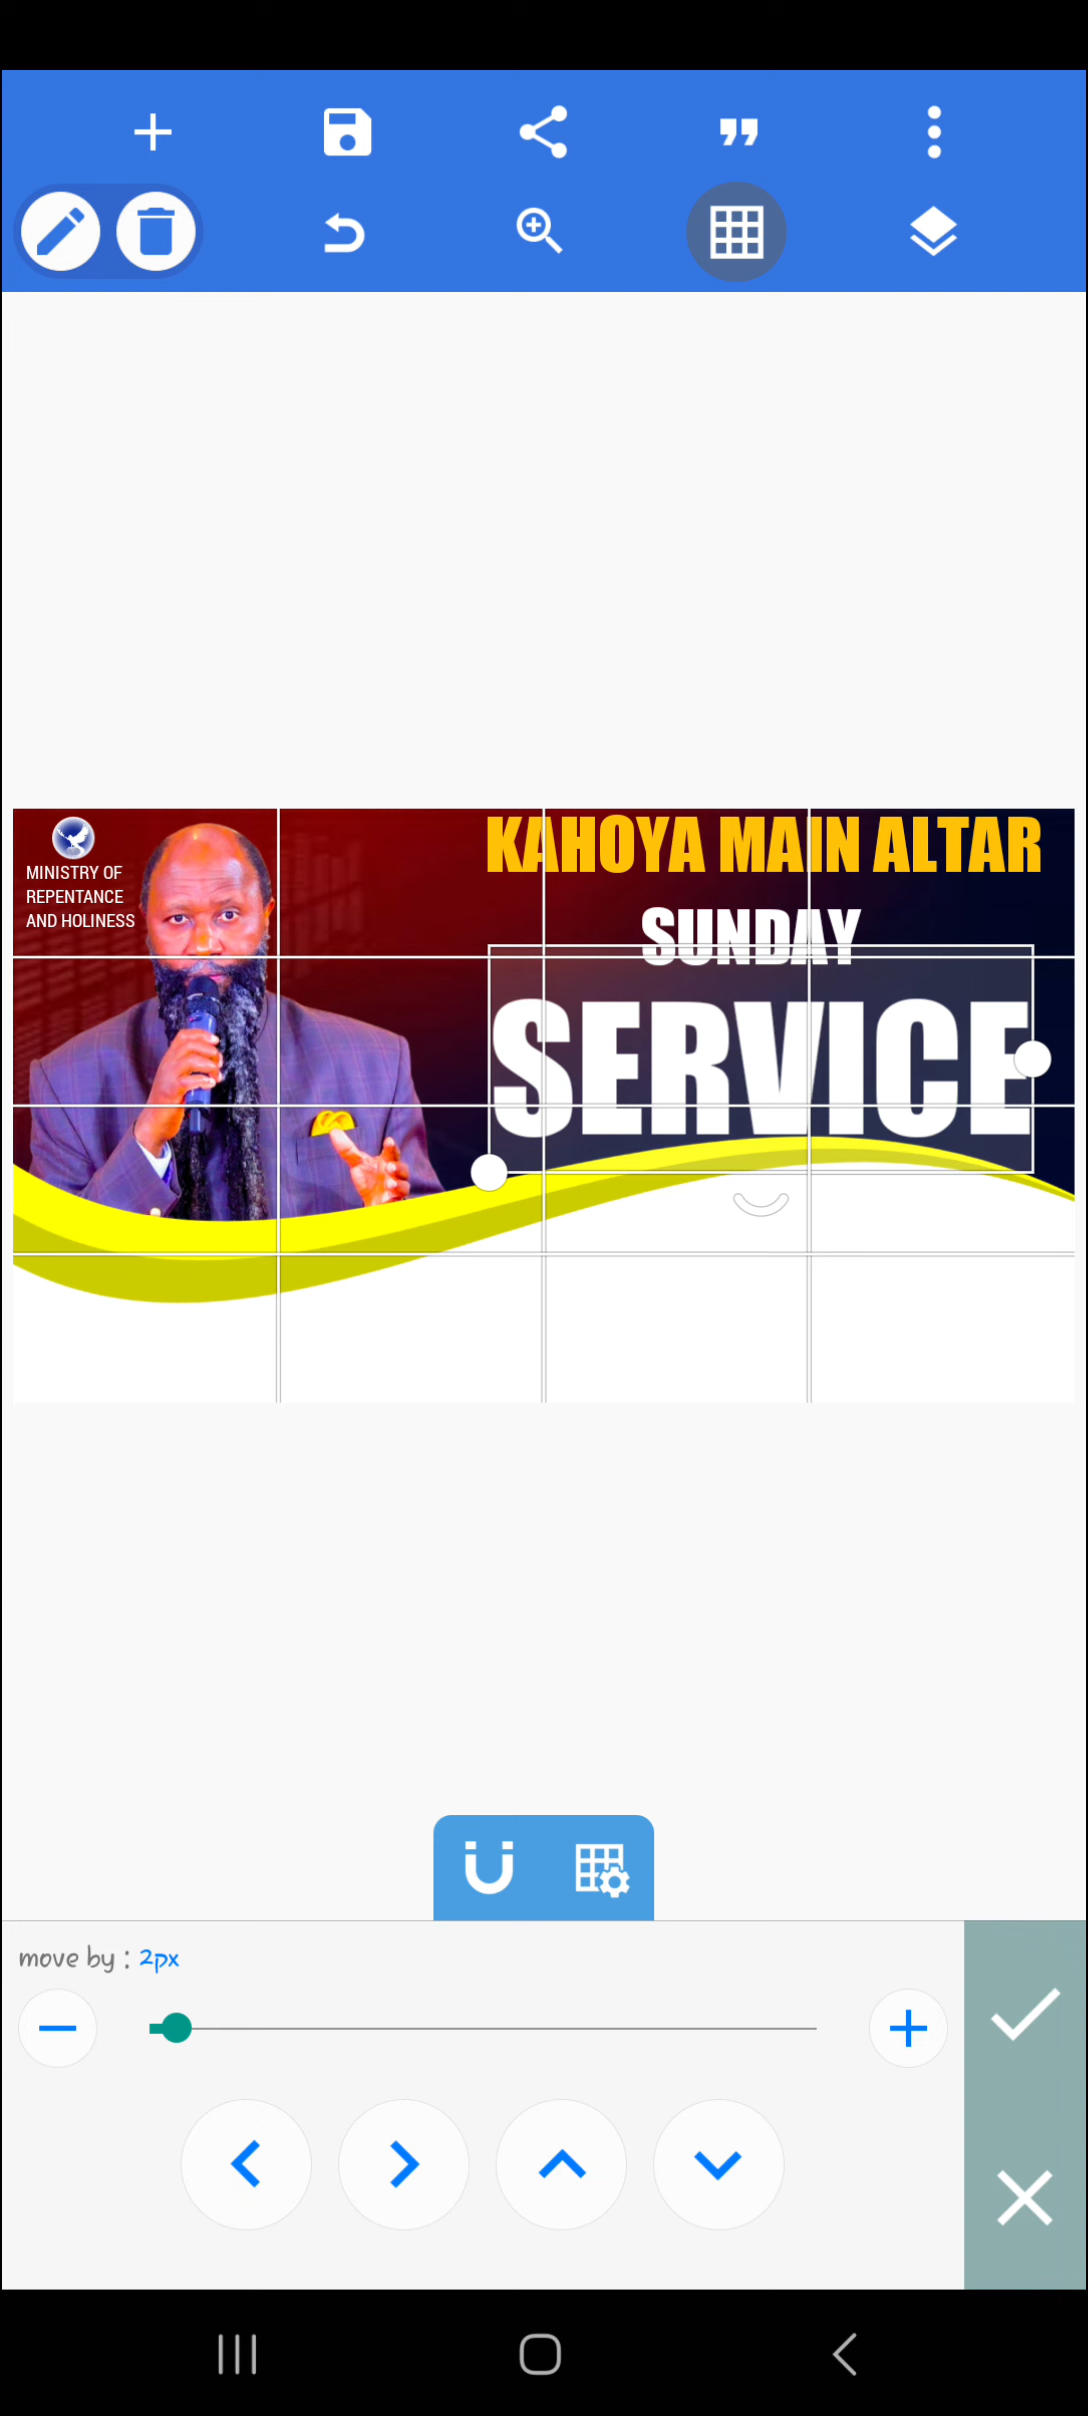 MINISTRY OF
REPENTANCE
AND HOLINESS
KAHOYA MAIN ALTAR
SUNDAY
SERVICE
move by : 2px